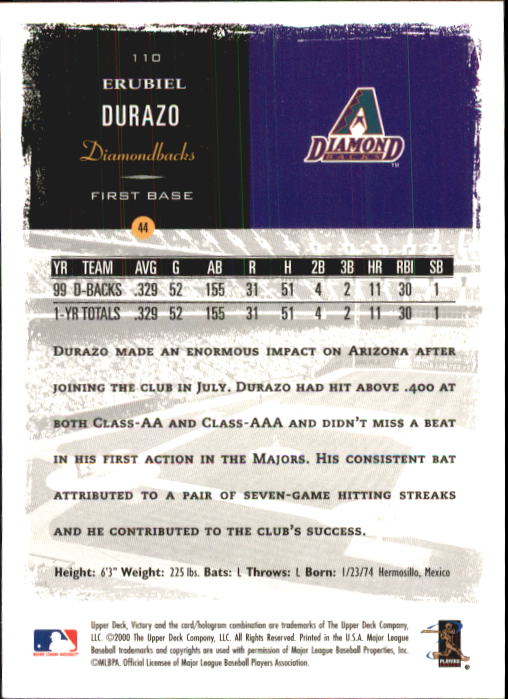 110
ERUBIEL
DURAZO
Diamondbacks
FIRST BASE
DIAMOND
BACKS
TM
44
YR TEAM AVG G AB R H 2B 3B HR RBI SB
99 D-BACKS .329 52 155 31 51 4 2 11 30 1
1-YR TOTALS .329 52 155 31 51 4 2 11 30 1
DURAZO MADE AN ENORMOUS IMPACT ON ARIZONA AFTER
JOINING THE CLUB IN JULY. DURAZO HAD HIT ABOVE .400 AT
BOTH CLASS-AA AND CLASS-AAA AND DIDN'T MISS A BEAT
IN HIS FIRST ACTION IN THE MAJORS. HIS CONSISTENT BAT
ATTRIBUTED TO A PAIR OF SEVEN-GAME HITTING STREAKS
AND HE CONTRIBUTED TO THE CLUB'S SUCCESS.
Height: 6'3" Weight: 225 lbs. Bats: L Throws: L Born: 1/23/74 Hermosillo, Mexico
Upper Deck, Victory and the card/hologram combination are trademarks of The Upper Deck Company,
LLC. ©2000 The Upper Deck Company, LLC. All Rights Reserved. Printed in the U.S.A. Major League
Baseball trademarks and copyrights are used with permission of Major League Baseball Properties, Inc.
©MLBPA. Official Licensee of Major League Baseball Players Association.
MAJOR LEAGUE BASEBALL
PLAYERS
®